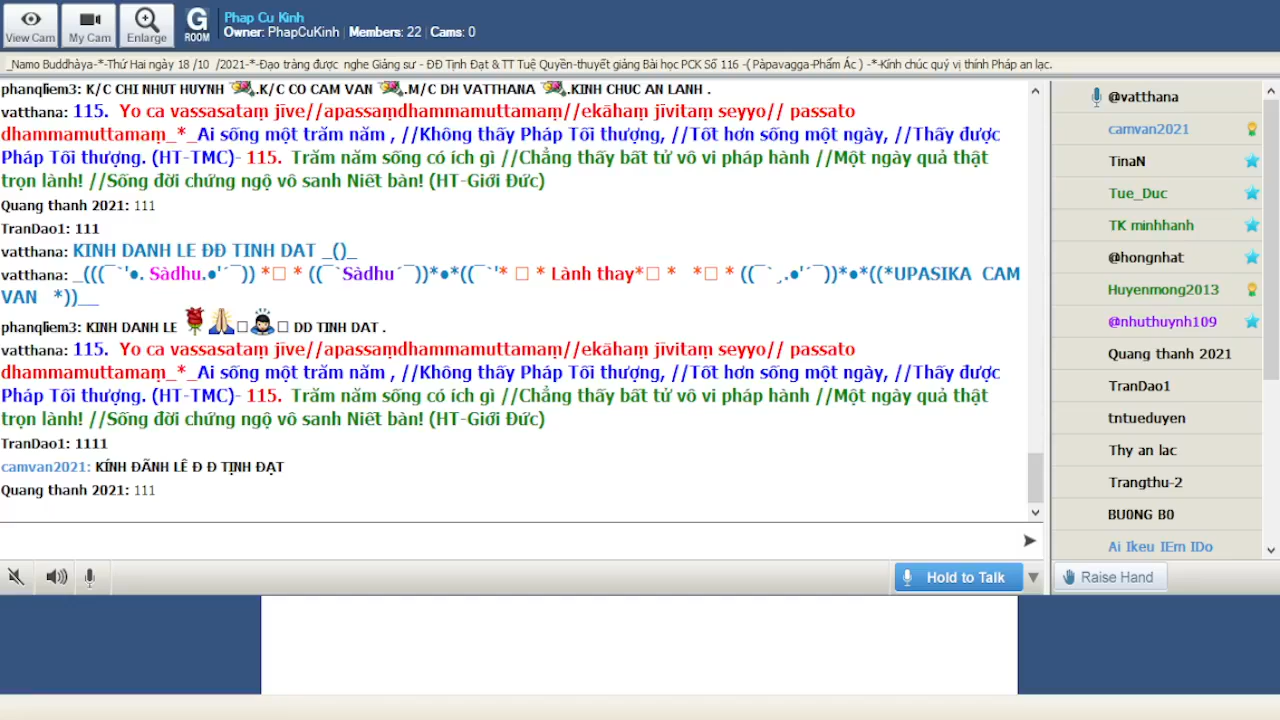 View Cam
My Cam
Enlarge
G
ROOM
Phap Cu Kinh
Owner: PhapCuKinh | Members: 22 | Cams: 0
_Namo Buddhàya-*-Thứ Hai ngày 18 /10 /2021-*-Đạo tràng được nghe Giảng sư - ĐĐ Tịnh Đạt & TT Tuệ Quyền-thuyết giảng Bài học PCK Số 116 -( Pàpavagga-Phẩm Ác ) -*-Kính chúc quý vị thính Pháp an lạc.
phanqliem3: K/C CHI NHUT HUYNH .K/C CO CAM VAN .M/C DH VATTHANA .KINH CHUC AN LANH .
vatthana: 115. Yo ca vassasataṃ jīve//apassaṃdhammamuttamaṃ//ekāhaṃ jīvitaṃ seyyo// passato
dhammamuttamaṃ_*_Ai sống một trăm năm , //Không thấy Pháp Tối thượng, //Tốt hơn sống một ngày, //Thấy được
Pháp Tối thượng. (HT-TMC)- 115. Trăm năm sống có ích gì //Chẳng thấy bất tử vô vi pháp hành //Một ngày quả thật
trọn lành! //Sống đời chứng ngộ vô sanh Niết bàn! (HT-Giới Đức)
Quang thanh 2021: 111
TranDao1: 111
vatthana: KINH DANH LE ĐĐ TINH DAT _()_
vatthana: _(((¯`'●. Sàdhu.●'´¯)) *□ * ((¯`Sàdhu´¯))*●*((¯`'* □ * Lành thay*□ * *□ * ((¯`¸.●'´¯))*●*((*UPASIKA CAM
VAN *))__
phanqliem3: KINH DANH LE 🌹🙏□🙇□ DD TINH DAT .
vatthana: 115. Yo ca vassasataṃ jīve//apassaṃdhammamuttamaṃ//ekāhaṃ jīvitaṃ seyyo// passato
dhammamuttamaṃ_*_Ai sống một trăm năm , //Không thấy Pháp Tối thượng, //Tốt hơn sống một ngày, //Thấy được
Pháp Tối thượng. (HT-TMC)- 115. Trăm năm sống có ích gì //Chẳng thấy bất tử vô vi pháp hành //Một ngày quả thật
trọn lành! //Sống đời chứng ngộ vô sanh Niết bàn! (HT-Giới Đức)
TranDao1: 1111
camvan2021: KÍNH ĐÃNH LÊ Đ Đ TỊNH ĐẠT
Quang thanh 2021: 111
Hold to Talk
@vatthana
camvan2021
TinaN
Tue_Duc
TK minhhanh
@hongnhat
Huyenmong2013
@nhuthuynh109
Quang thanh 2021
TranDao1
tntueduyen
Thy an lac
Trangthu-2
BU0NG B0
Ai Ikeu IEm IDo
Raise Hand